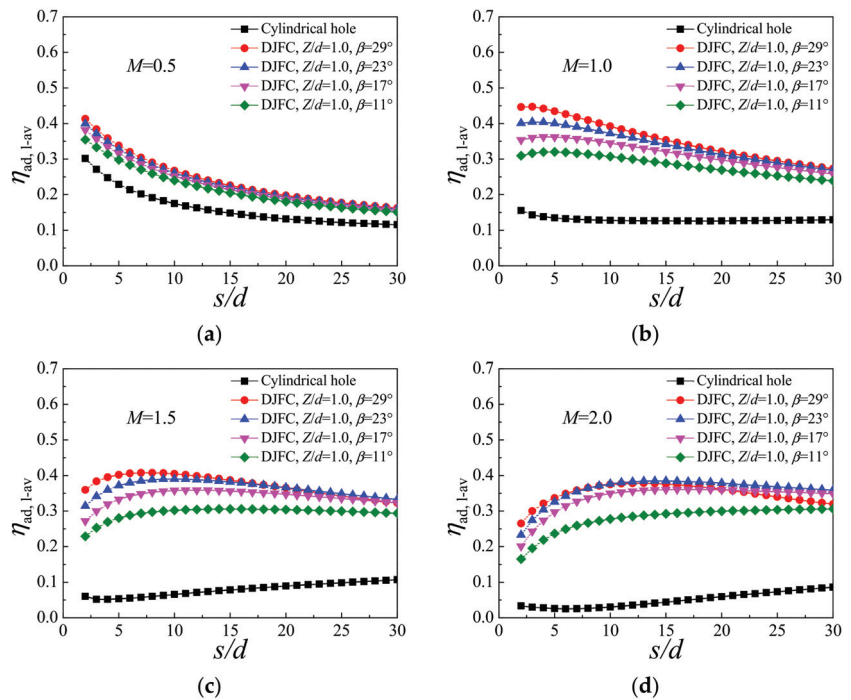 0.7
Cylindrical hole
DJFC, Z/d=1.0, β=29°
0.6
DJFC, Z/d=1.0, β=23°
M=0.5
DJFC, Z/d=1.0, β=17°
0.5
DJFC, Z/d=1.0, β=11°
0.4
0.3
0.2
0.1
0.0
ηad, l-av
0 5 10 15 20 25 30
s/d
(a)
0.7
Cylindrical hole
DJFC, Z/d=1.0, β=29°
0.6
DJFC, Z/d=1.0, β=23°
M=1.0
DJFC, Z/d=1.0, β=17°
0.5
DJFC, Z/d=1.0, β=11°
0.4
0.3
0.2
0.1
0.0
ηad, l-av
0 5 10 15 20 25 30
s/d
(b)
0.7
Cylindrical hole
DJFC, Z/d=1.0, β=29°
0.6
DJFC, Z/d=1.0, β=23°
M=1.5
DJFC, Z/d=1.0, β=17°
0.5
DJFC, Z/d=1.0, β=11°
0.4
0.3
0.2
0.1
0.0
ηad, l-av
0 5 10 15 20 25 30
s/d
(c)
0.7
Cylindrical hole
DJFC, Z/d=1.0, β=29°
0.6
DJFC, Z/d=1.0, β=23°
M=2.0
DJFC, Z/d=1.0, β=17°
0.5
DJFC, Z/d=1.0, β=11°
0.4
0.3
0.2
0.1
0.0
ηad, l-av
0 5 10 15 20 25 30
s/d
(d)